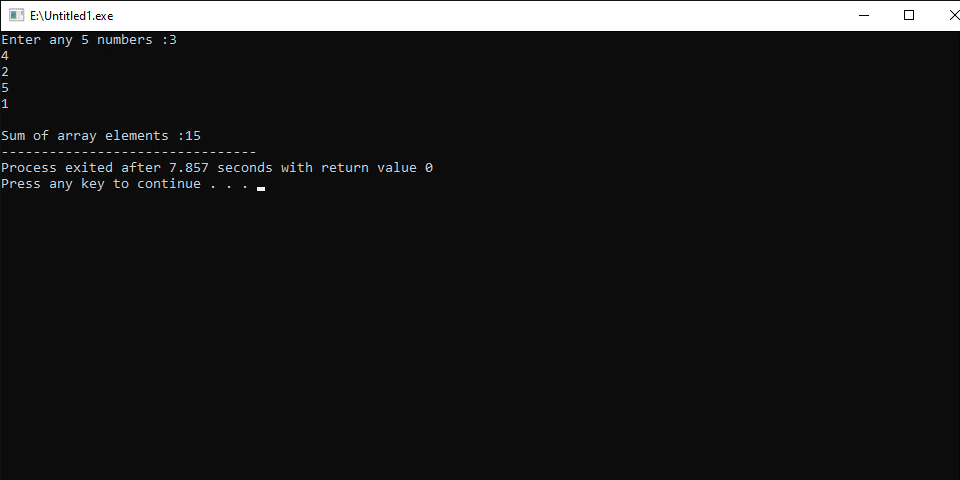 E:\Untitled1.exe
Enter any 5 numbers :3
4
2
5
1
Sum of array elements :15
--------------------------------
Process exited after 7.857 seconds with return value 0
Press any key to continue . . .